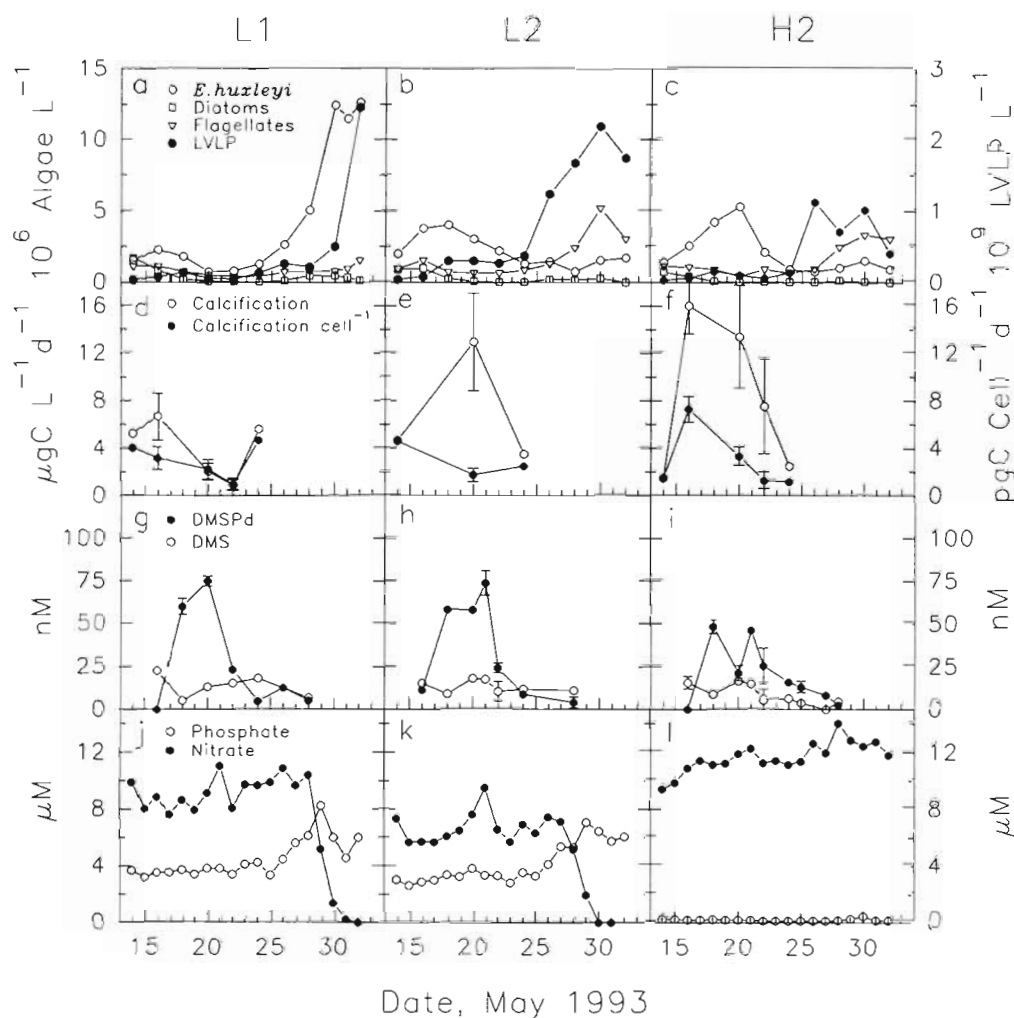 L1 L2 H2
15 a b c 3
E.huxleyi
Diatoms
Flagellates
LVLP
10
5
0
2
1
0
10⁶ Algae L⁻¹
10⁹ LVLP L⁻¹
16 d e f 16
Calcification
Calcification cell⁻¹
12 12
8 8
4 4
0 0
µgC L⁻¹ d⁻¹
pgC Cell⁻¹ d⁻¹
g h i
DMSPd
DMS
100 100
75 75
50 50
25 25
0 0
nM nM
j k l
Phosphate
Nitrate
12 12
8 8
4 4
0 0
µM µM
15 20 25 30 15 20 25 30 15 20 25 30
Date, May 1993